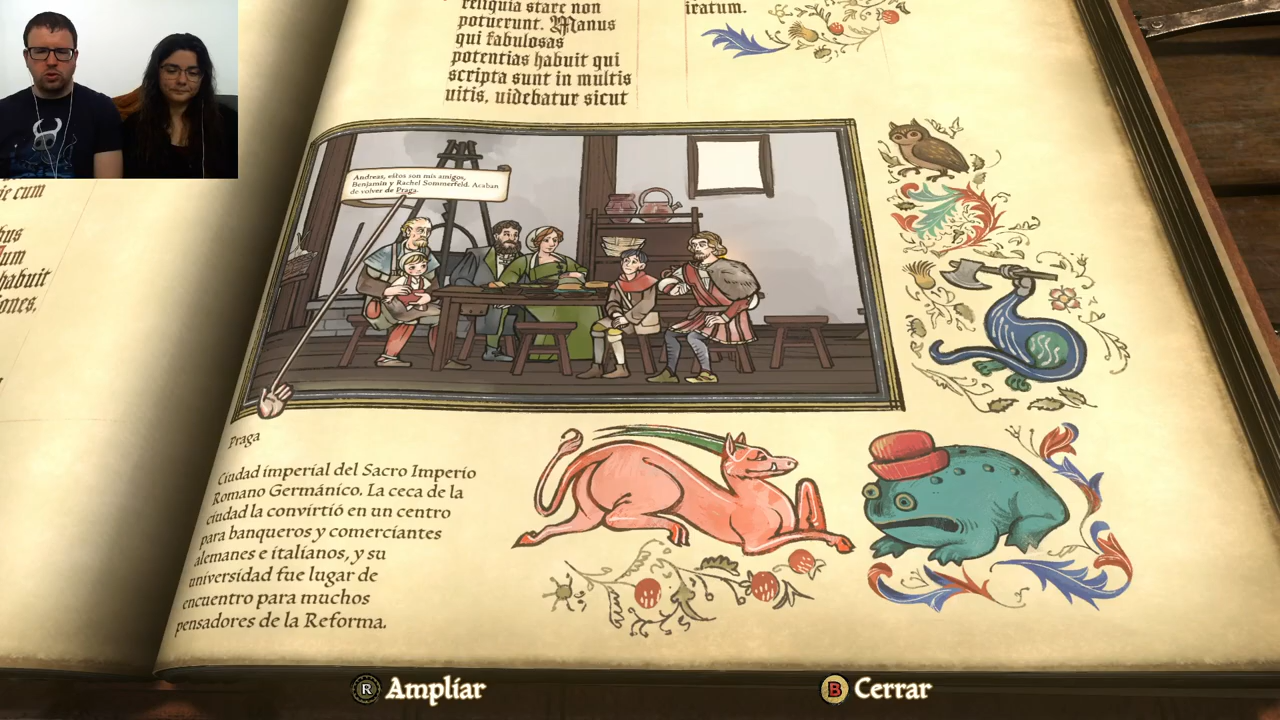 reliquia stare non
potuerunt. Manus
qui fabulosas
potentias habuit qui
scripta sunt in multis
uitis, uidebatur sicut
iratum.
cum
habuit
Andreas, estos son mis amigos,
Benjamin y Rachel Sommerfeld. Acaban
de volver de Praga.
Praga
Ciudad imperial del Sacro Imperio
Romano Germánico. La ceca de la
ciudad la convirtió en un centro
para banqueros y comerciantes
alemanes e italianos, y su
universidad fue lugar de
encuentro para muchos
pensadores de la Reforma.
R Ampliar
B Cerrar